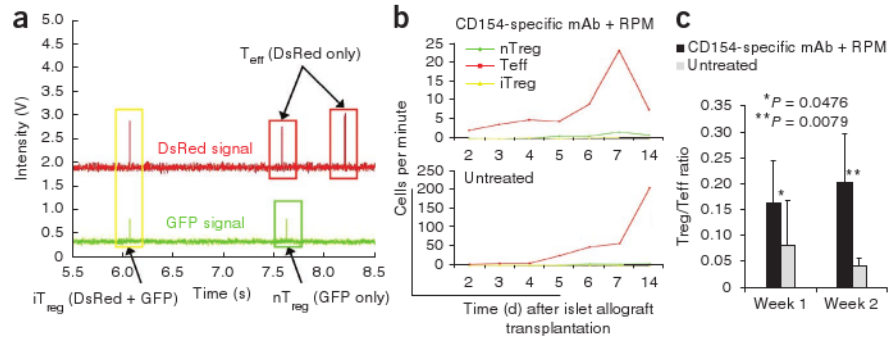 a
5.0
4.5
4.0
3.5
3.0
2.5
2.0
1.5
1.0
0.5
0
Intensity (V)
T_eff (DsRed only)
DsRed signal
GFP signal
5.5 6.0 6.5 7.0 7.5 8.0 8.5
Time (s)
iT_reg (DsRed + GFP)
nT_reg (GFP only)
b
CD154-specific mAb + RPM
25
20
15
10
5
0
nTreg
Teff
iTreg
2 3 4 5 6 7 14
Cells per minute
Untreated
250
200
150
100
50
0
2 3 4 5 6 7 14
Time (d) after islet allograft
transplantation
c
CD154-specific mAb + RPM
Untreated
*P = 0.0476
**P = 0.0079
0.35
0.30
0.25
0.20
0.15
0.10
0.05
0
Treg/Teff ratio
*
**
Week 1 Week 2